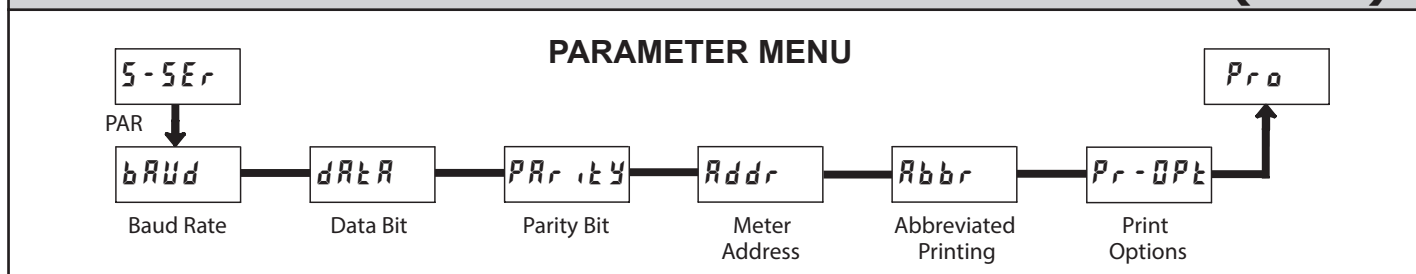 PARAMETER MENU
5-SEr
Pro
PAR
bAUd
dAtA
PAritY
Addr
Abbr
Pr-OPt
Baud Rate
Data Bit
Parity Bit
Meter
Address
Abbreviated
Printing
Print
Options